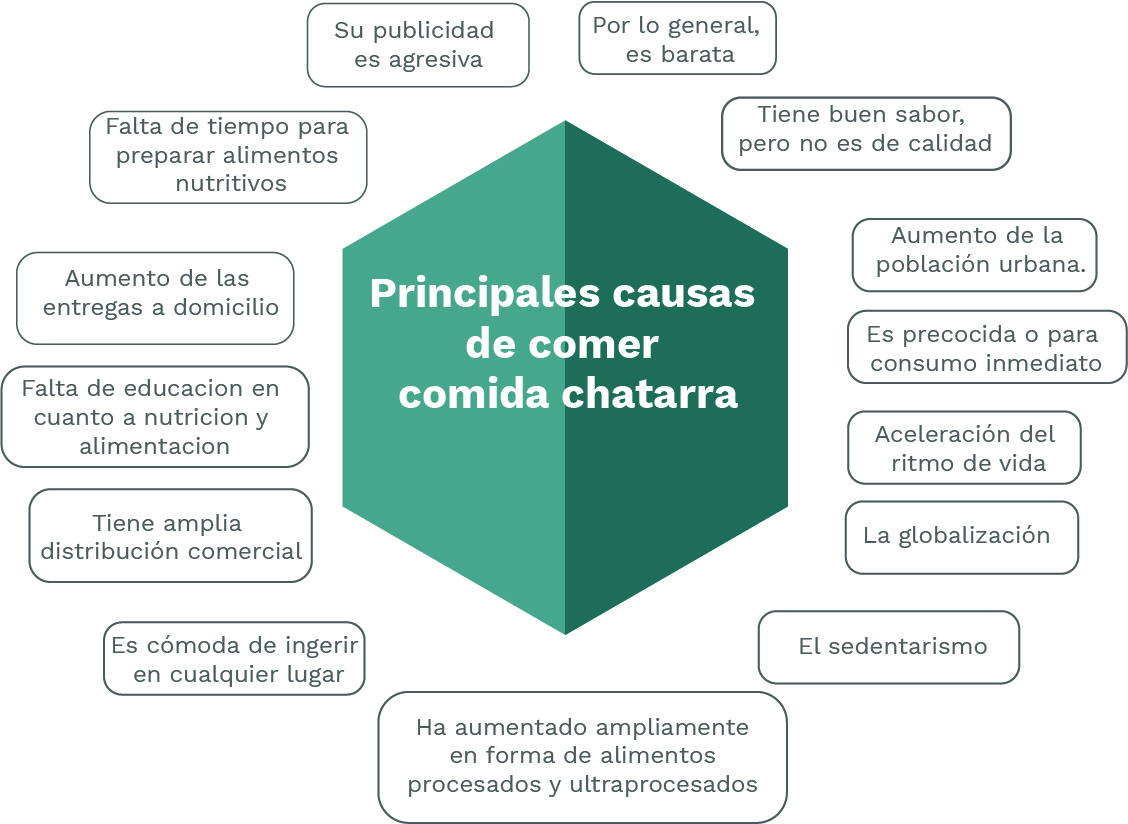 Su publicidad
es agresiva
Por lo general,
es barata
Tiene buen sabor,
pero no es de calidad
Falta de tiempo para
preparar alimentos
nutritivos
Aumento de la
población urbana.
Aumento de las
entregas a domicilio
Principales causas
de comer
comida chatarra
Es precocida o para
consumo inmediato
Falta de educacion en
cuanto a nutricion y
alimentacion
Aceleración del
ritmo de vida
Tiene amplia
distribución comercial
La globalización
Es cómoda de ingerir
en cualquier lugar
El sedentarismo
Ha aumentado ampliamente
en forma de alimentos
procesados y ultraprocesados